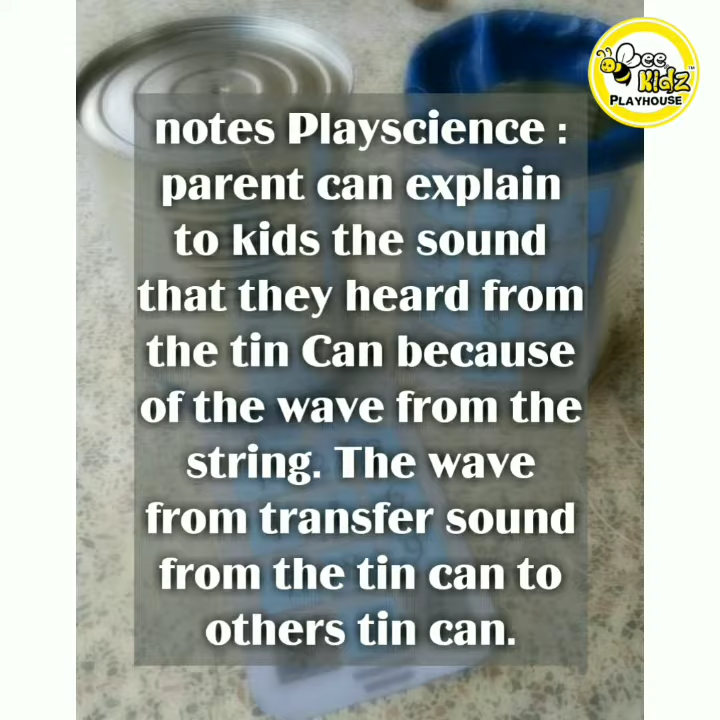 Bee
Kidz
TM
PLAYHOUSE
notes Playscience :
parent can explain
to kids the sound
that they heard from
the tin Can because
of the wave from the
string. The wave
from transfer sound
from the tin can to
others tin can.